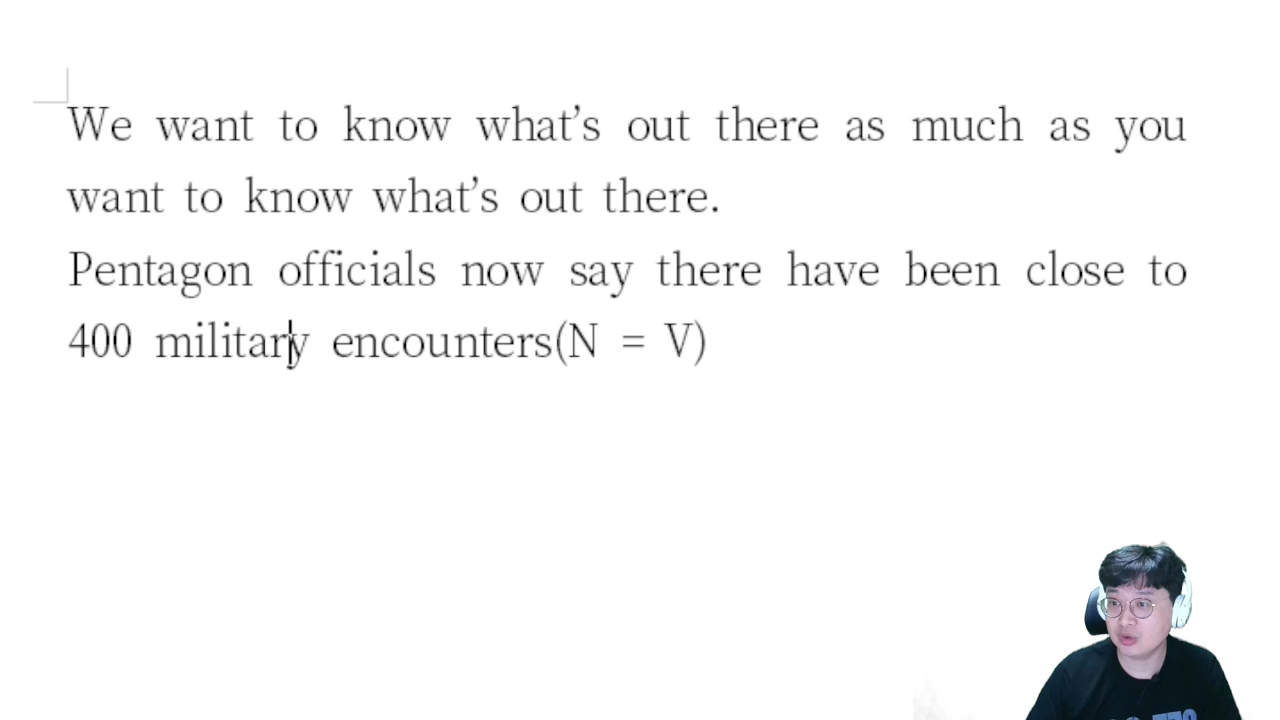 We want to know what’s out there as much as you
want to know what’s out there.
Pentagon officials now say there have been close to
400 military encounters(N = V)